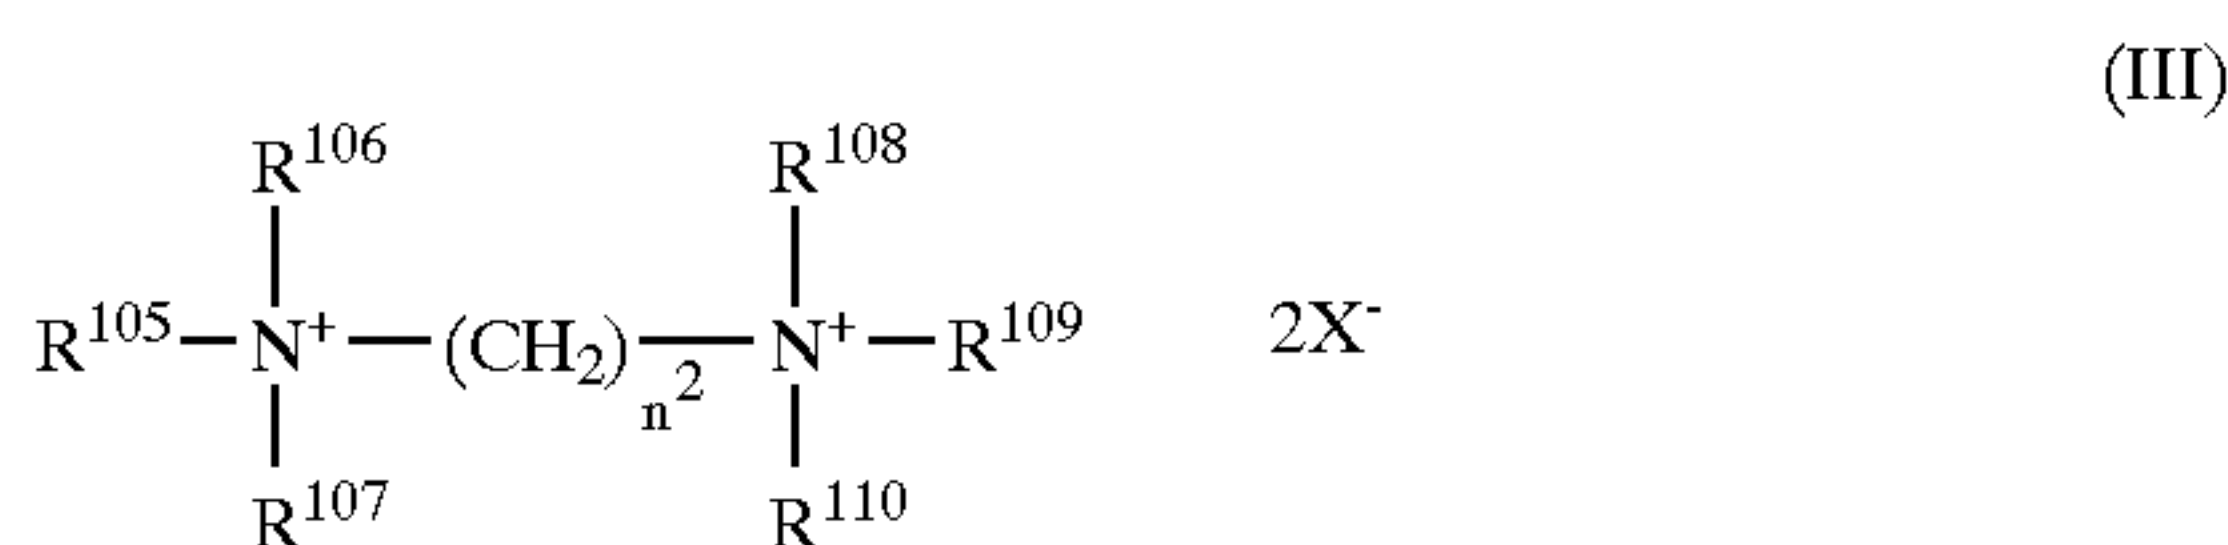 (III)
R¹⁰⁶ R¹⁰⁸
R¹⁰⁵—N⁺—(CH₂)n²—N⁺—R¹⁰⁹ 2X⁻
R¹⁰⁷ R¹¹⁰